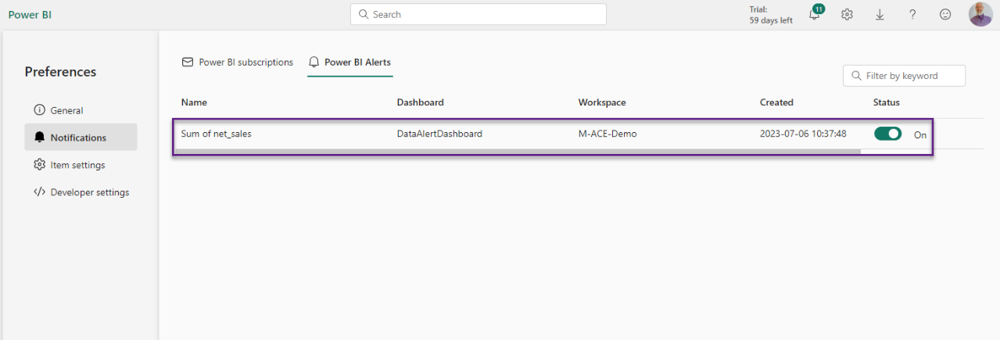 Power BI
Search
Trial:
59 days left
11
Preferences
General
Notifications
Item settings
Developer settings
Power BI subscriptions
Power BI Alerts
Filter by keyword
Name Dashboard Workspace Created Status
Sum of net_sales DataAlertDashboard M-ACE-Demo 2023-07-06 10:37:48 On